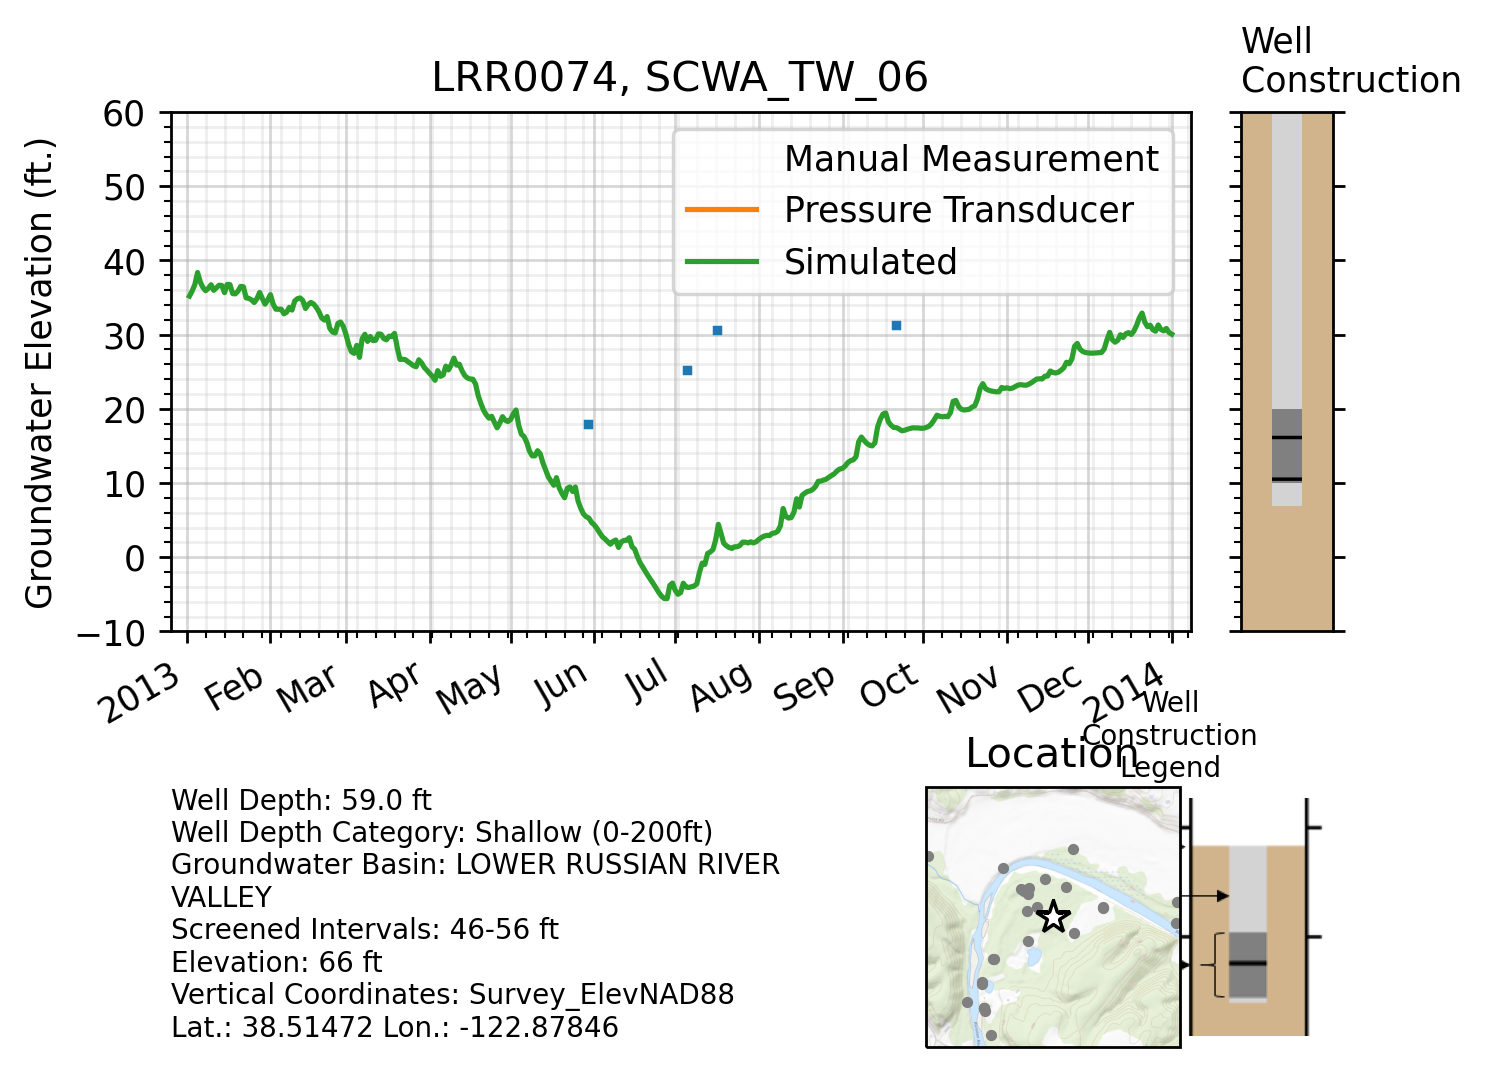 Well
Construction
LRR0074, SCWA_TW_06
Groundwater Elevation (ft.)
60
50
40
30
20
10
0
−10
Manual Measurement
Pressure Transducer
Simulated
2013
Feb
Mar
Apr
May
Jun
Jul
Aug
Sep
Oct
Nov
Dec
2014
Well
Construction
Legend
Location
Well Depth: 59.0 ft
Well Depth Category: Shallow (0-200ft)
Groundwater Basin: LOWER RUSSIAN RIVER
VALLEY
Screened Intervals: 46-56 ft
Elevation: 66 ft
Vertical Coordinates: Survey_ElevNAD88
Lat.: 38.51472 Lon.: -122.87846